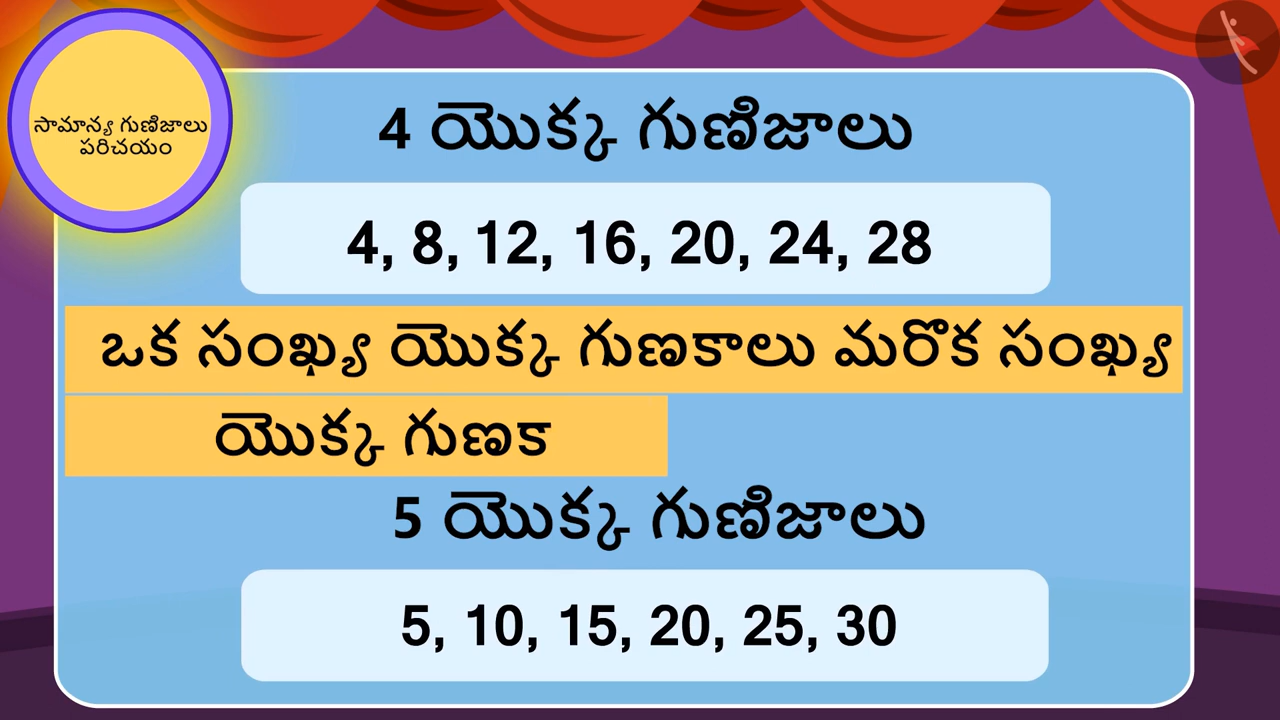 సామాన్య గుణిజాలు
పరిచయం
4 యొక్క గుణిజాలు
4, 8, 12, 16, 20, 24, 28
ఒక సంఖ్య యొక్క గుణకాలు మరొక సంఖ్య
యొక్క గుణకా
5 యొక్క గుణిజాలు
5, 10, 15, 20, 25, 30